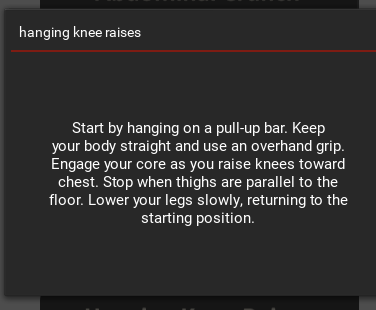 hanging knee raises
Start by hanging on a pull-up bar. Keep
your body straight and use an overhand grip.
Engage your core as you raise knees toward
chest. Stop when thighs are parallel to the
floor. Lower your legs slowly, returning to the
starting position.